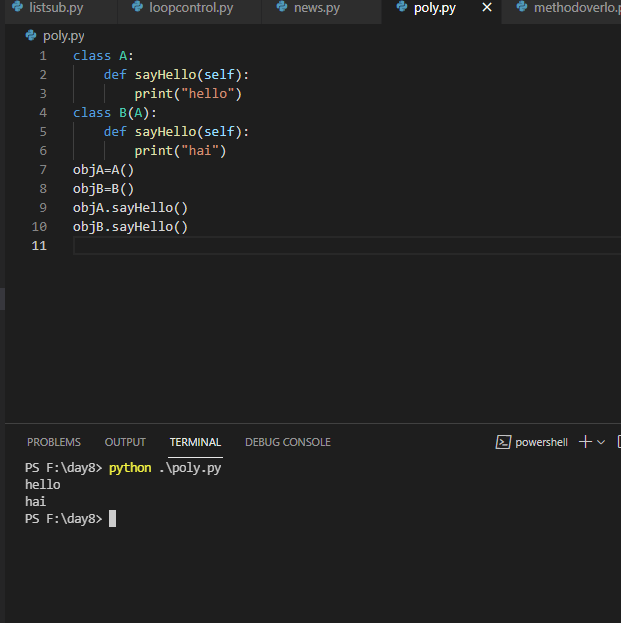 listsub.py loopcontrol.py news.py poly.py methodoverlo.p
poly.py
1 class A:
2 def sayHello(self):
3 print("hello")
4 class B(A):
5 def sayHello(self):
6 print("hai")
7 objA=A()
8 objB=B()
9 objA.sayHello()
10 objB.sayHello()
11
PROBLEMS OUTPUT TERMINAL DEBUG CONSOLE powershell
PS F:\day8> python .\poly.py
hello
hai
PS F:\day8>